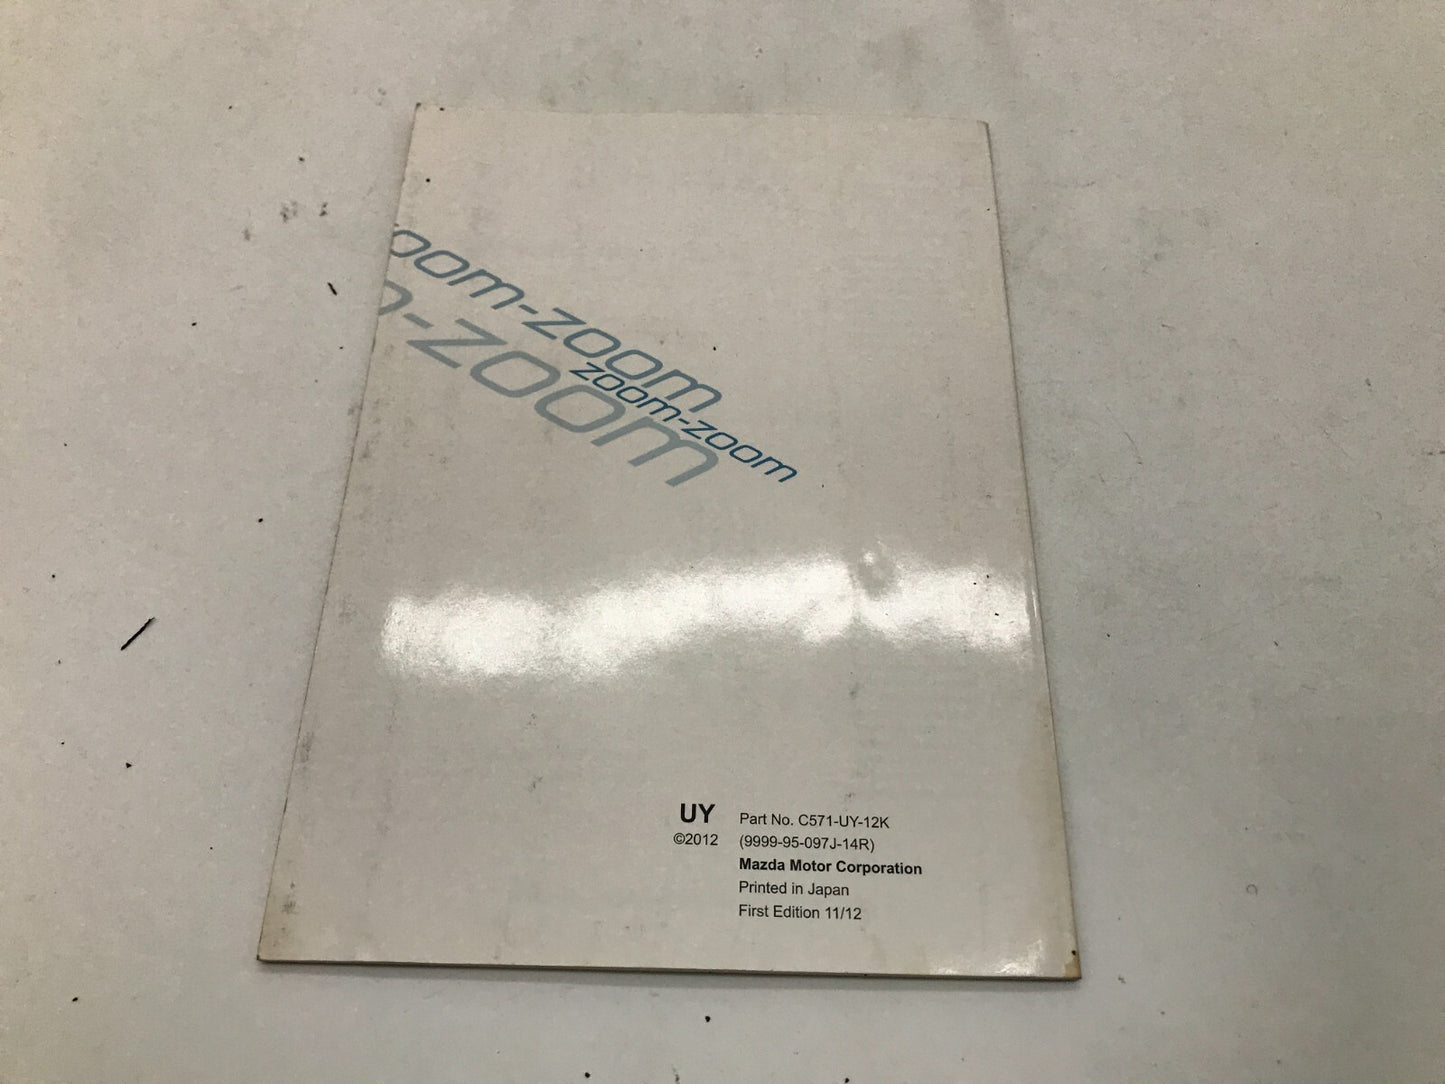 oom-zoom
-zoom
zoom-zoom
UY
©2012
Part No. C571-UY-12K
(9999-95-097J-14R)
Mazda Motor Corporation
Printed in Japan
First Edition 11/12